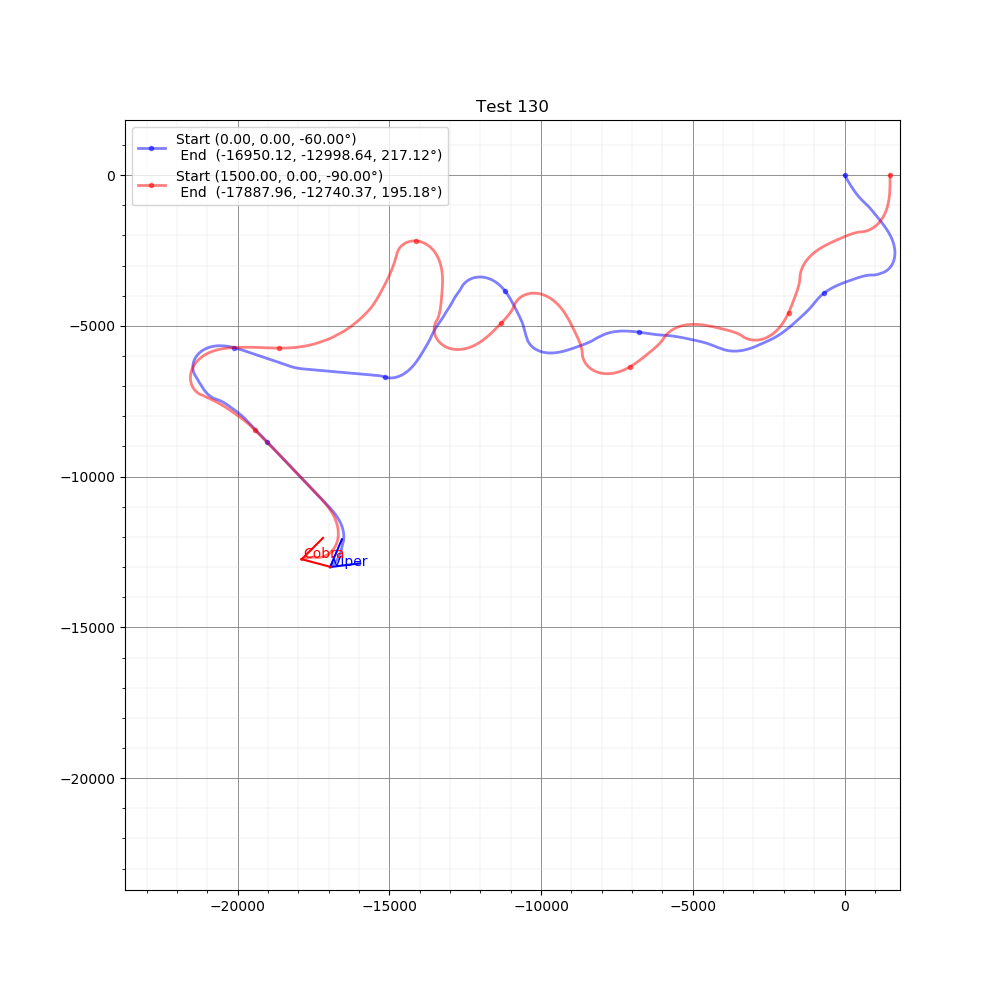 Test 130
Start (0.00, 0.00, -60.00°)
End (-16950.12, -12998.64, 217.12°)
Start (1500.00, 0.00, -90.00°)
End (-17887.96, -12740.37, 195.18°)
0
−5000
−10000
−15000
−20000
Cobra
Viper
−20000 −15000 −10000 −5000 0